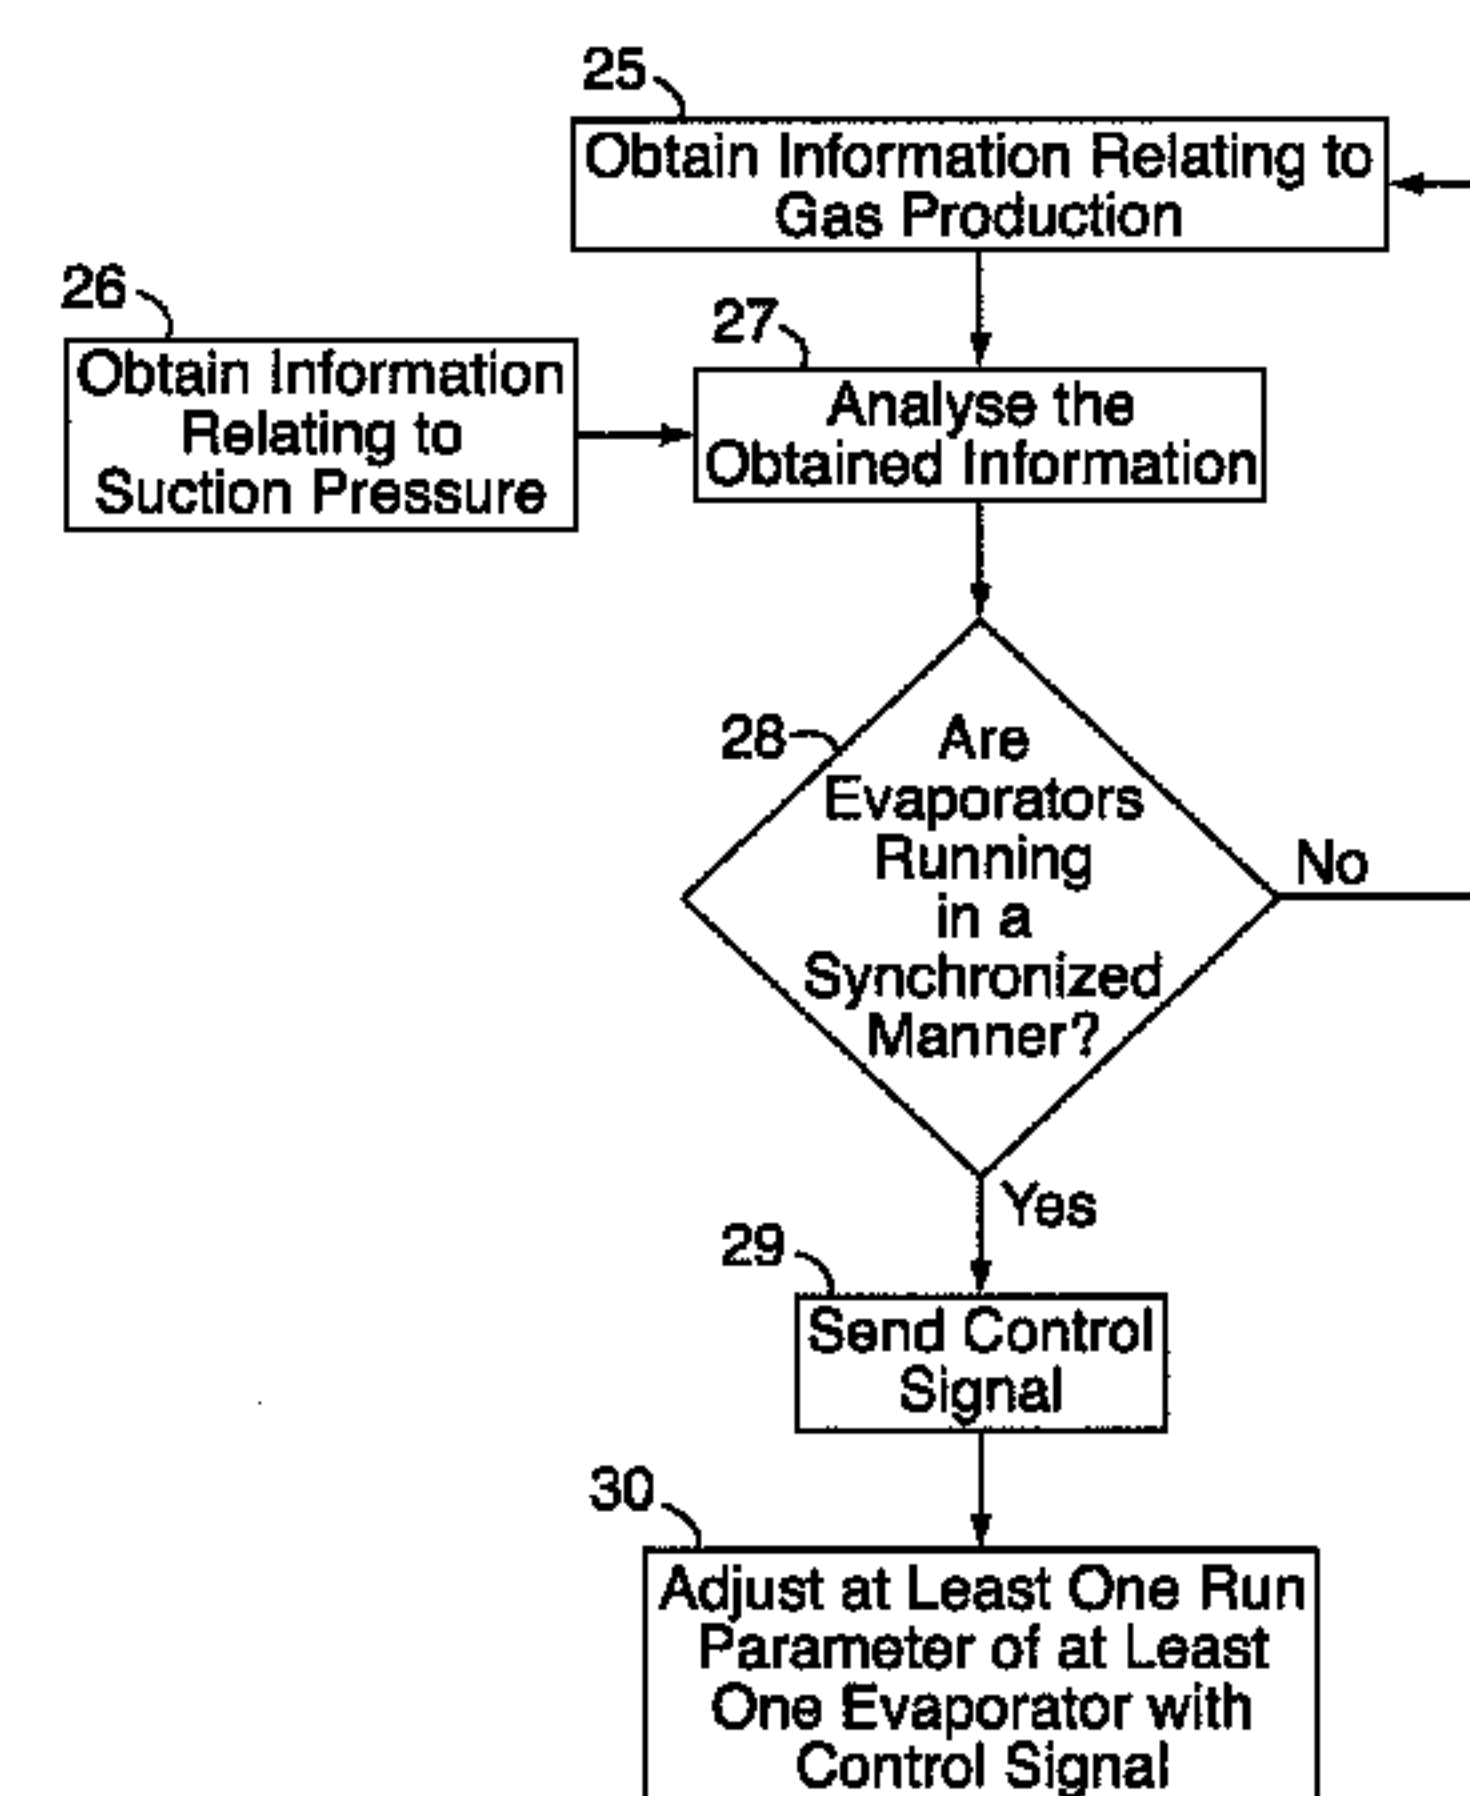 25
Obtain Information Relating to
Gas Production
26
Obtain Information
Relating to
Suction Pressure
27
Analyse the
Obtained Information
28
Are
Evaporators
Running
in a
Synchronized
Manner?
No
Yes
29
Send Control
Signal
30
Adjust at Least One Run
Parameter of at Least
One Evaporator with
Control Signal